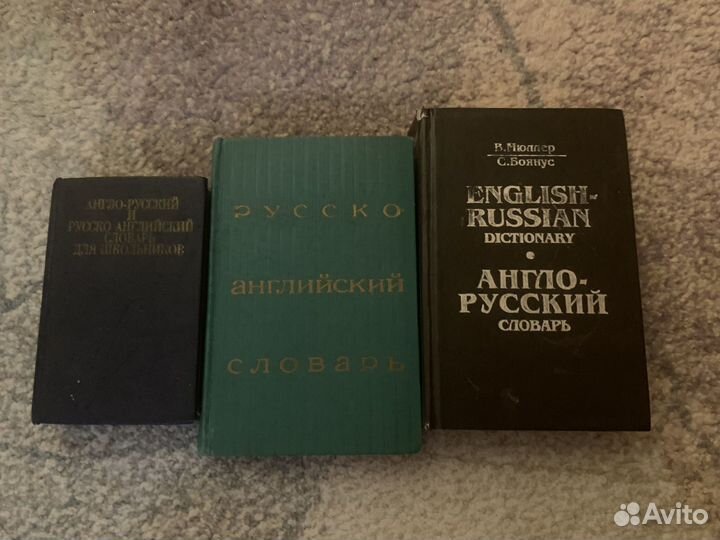 АНГЛО-РУССКИЙ
И
РУССКО АНГЛИЙСКИЙ
СЛОВАРЬ
ДЛЯ ШКОЛЬНИКОВ
РУССКО-
АНГЛИЙСКИЙ
СЛОВАРЬ
В.Мюллер
С.Боянус
ENGLISH-
RUSSIAN
DICTIONARY
АНГЛО-
РУССКИЙ
СЛОВАРЬ
Avito